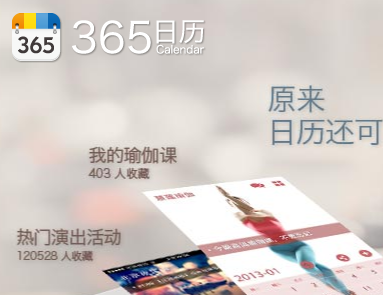 365
365日历
Calendar
原来
日历还可
我的瑜伽课
403 人收藏
热门演出活动
120528 人收藏
2013-01